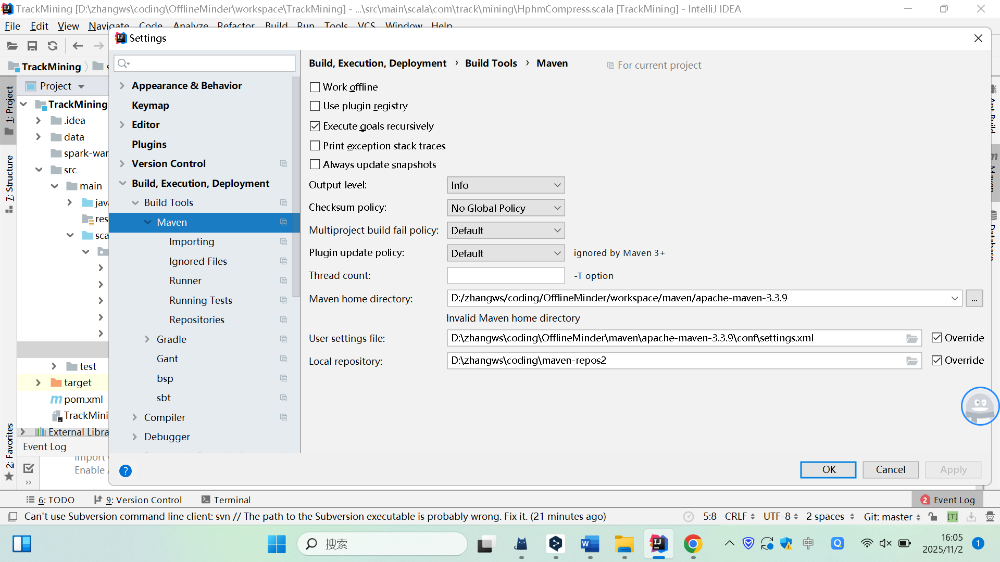 TrackMining [D:\zhangws\coding\OfflineMinder\workspace\TrackMining] - ...\src\main\scala\com\track\mining\HphmCompress.scala [TrackMining] - IntelliJ IDEA
File Edit View Navigate Code Analyze Refactor Build Run Tools VCS Window Help
Settings
TrackMining
Project
TrackMining
.idea
data
spark-war
src
main
jav
res
sca
test
target
pom.xml
TrackMini
External Libra
Event Log
Enable
1: Project
7: Structure
2: Favorites
Appearance & Behavior
Keymap
Editor
Plugins
Version Control
Build, Execution, Deployment
Build Tools
Maven
Importing
Ignored Files
Runner
Running Tests
Repositories
Gradle
Gant
bsp
sbt
Compiler
Debugger
Build, Execution, Deployment › Build Tools › Maven
For current project
Work offline
Use plugin registry
Execute goals recursively
Print exception stack traces
Always update snapshots
Output level: Info
Checksum policy: No Global Policy
Multiproject build fail policy: Default
Plugin update policy: Default ignored by Maven 3+
Thread count: -T option
Maven home directory: D:/zhangws/coding/OfflineMinder/workspace/maven/apache-maven-3.3.9 ...
Invalid Maven home directory
User settings file: D:\zhangws\coding\OfflineMinder\maven\apache-maven-3.3.9\conf\settings.xml Override
Local repository: D:\zhangws\coding\maven-repos2 Override
? OK Cancel Apply
Ant Build
Maven
Database
6: TODO 9: Version Control Terminal 2 Event Log
Can't use Subversion command line client: svn // The path to the Subversion executable is probably wrong. Fix it. (21 minutes ago) 5:8 CRLF UTF-8 2 spaces Git: master [T]
搜索
中
16:05
2025/11/2
1